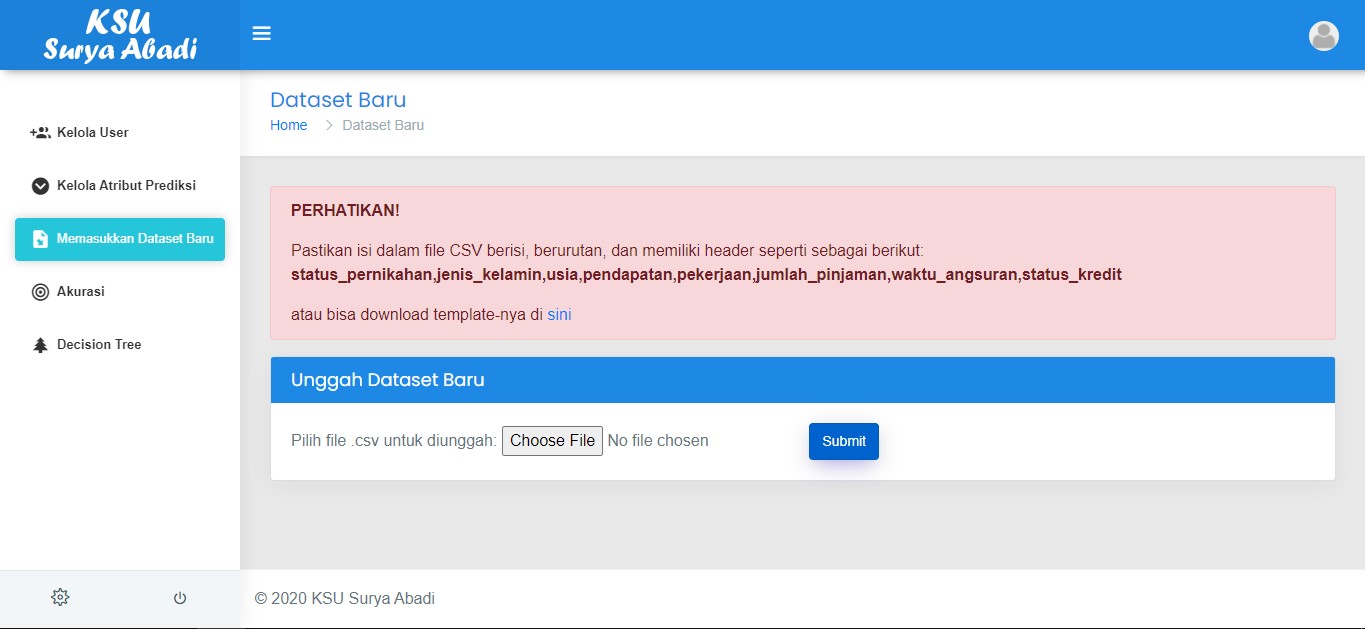 KSU
Surya Abadi
Kelola User
Kelola Atribut Prediksi
Memasukkan Dataset Baru
Akurasi
Decision Tree
Dataset Baru
Home > Dataset Baru
PERHATIKAN!
Pastikan isi dalam file CSV berisi, berurutan, dan memiliki header seperti sebagai berikut:
status_pernikahan,jenis_kelamin,usia,pendapatan,pekerjaan,jumlah_pinjaman,waktu_angsuran,status_kredit
atau bisa download template-nya di sini
Unggah Dataset Baru
Pilih file .csv untuk diunggah: Choose File No file chosen Submit
© 2020 KSU Surya Abadi